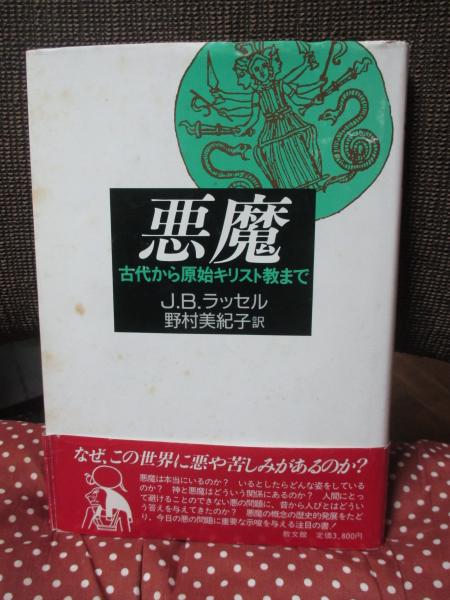 悪魔
古代から原始キリスト教まで
J.B.ラッセル
野村美紀子訳
なぜ、この世界に悪や苦しみがあるのか?
悪魔は本当にいるのか? いるとしたらどんな姿をしている
のか? 神と悪魔はどういう関係にあるのか? 人間にとっ
て避けることのできない悪の問題に、昔から人びとはどうい
う答えを与えてきたのか? 悪魔の概念の歴史的発展をたど
り、今日の悪の問題に重要な示唆を与える注目の書!
教文館 定価3,800円